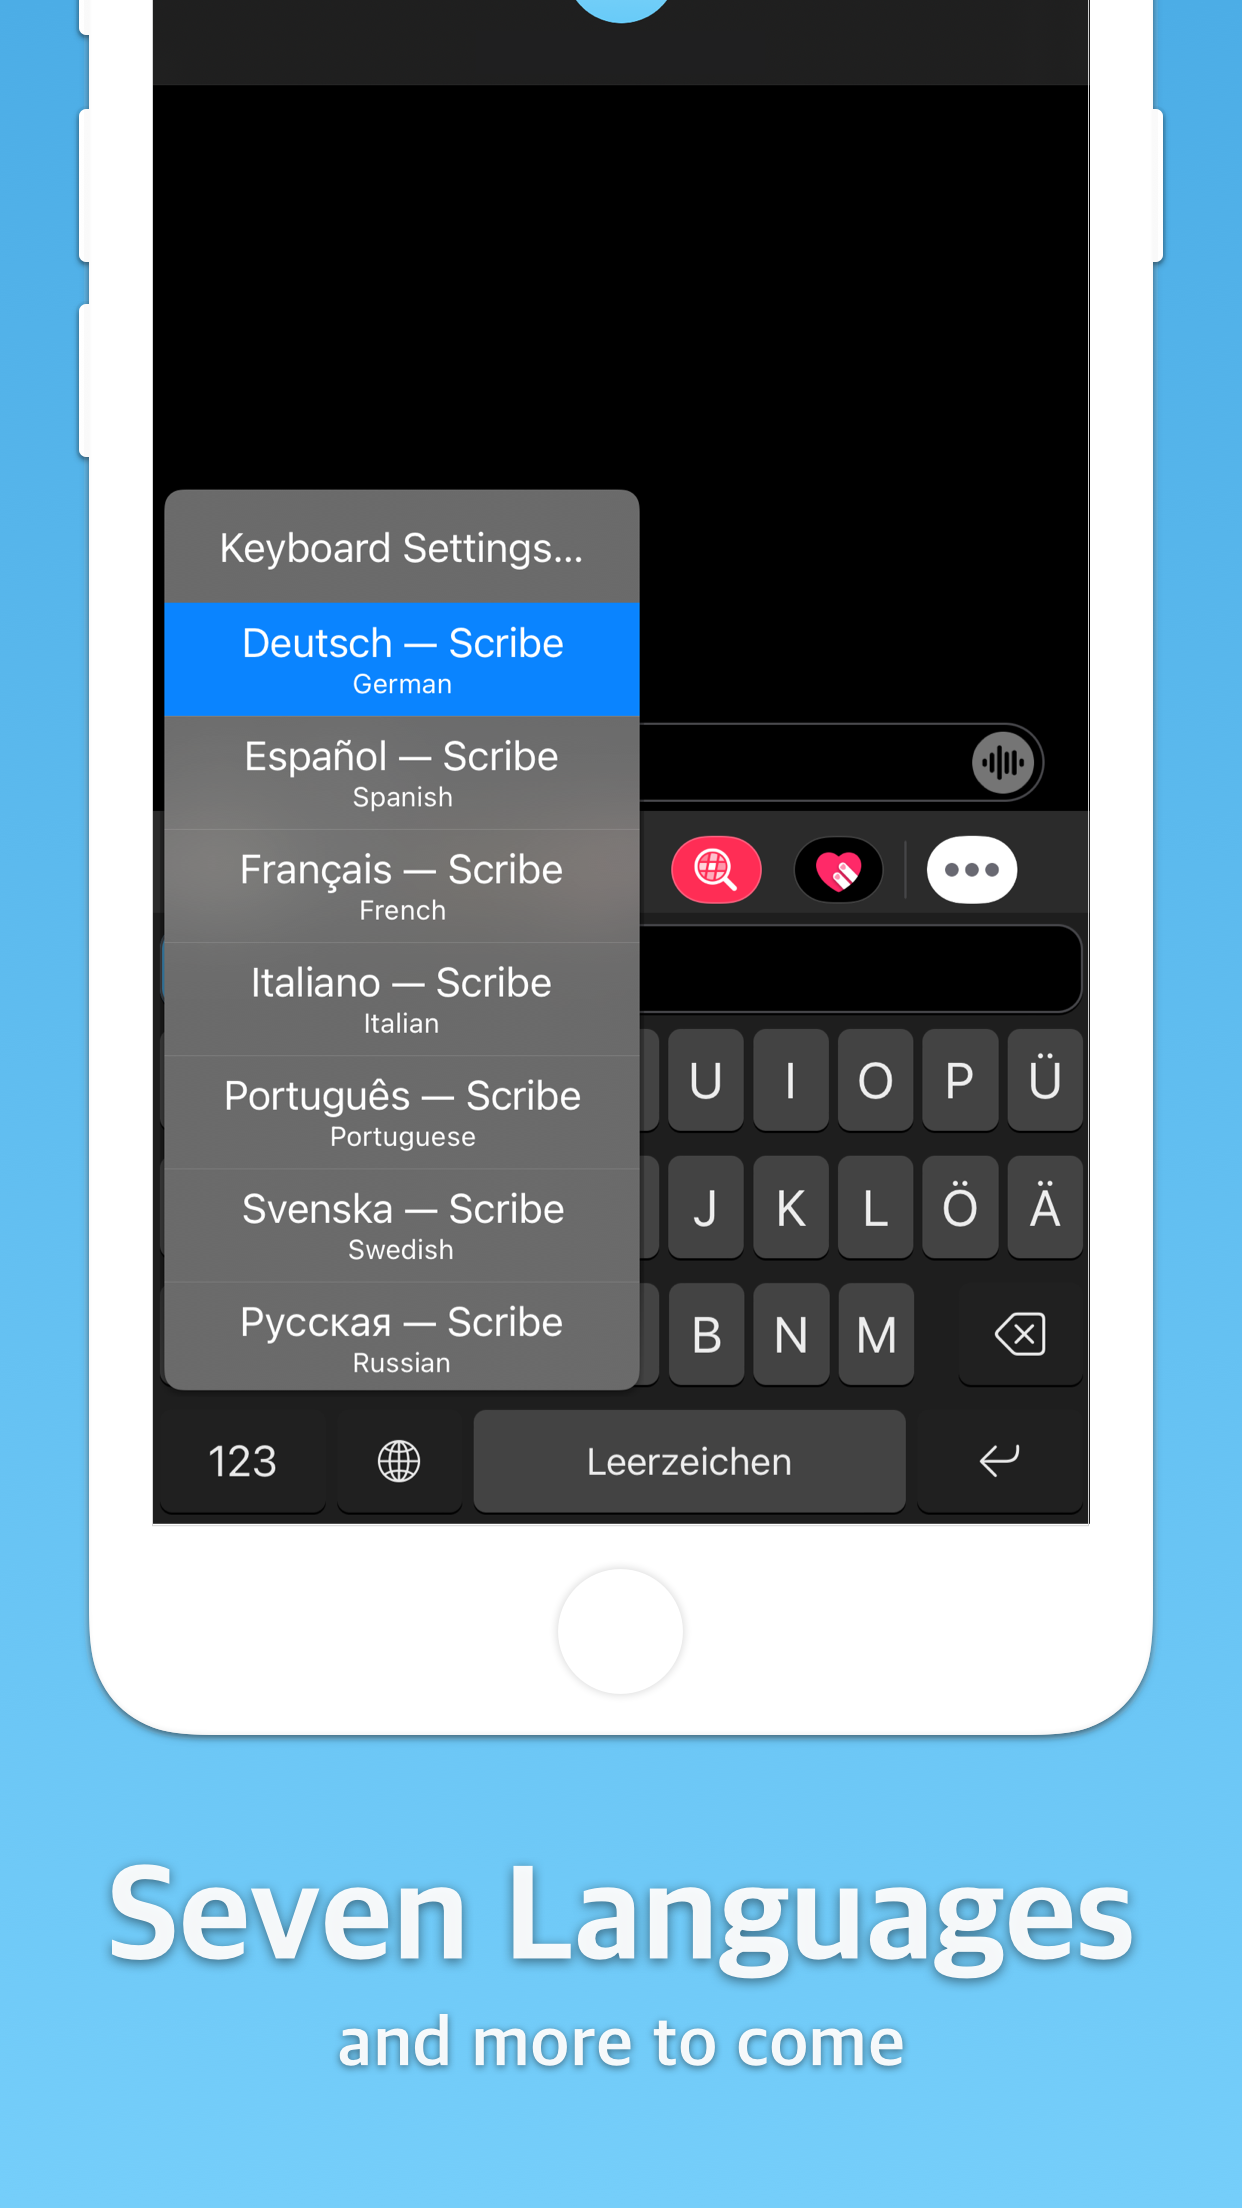 Keyboard Settings...
Deutsch — Scribe
German
Español — Scribe
Spanish
Français — Scribe
French
Italiano — Scribe
Italian
Português — Scribe
Portuguese
Svenska — Scribe
Swedish
Русская — Scribe
Russian
U I O P Ü
J K L Ö Ä
B N M
123 Leerzeichen
Seven Languages
and more to come